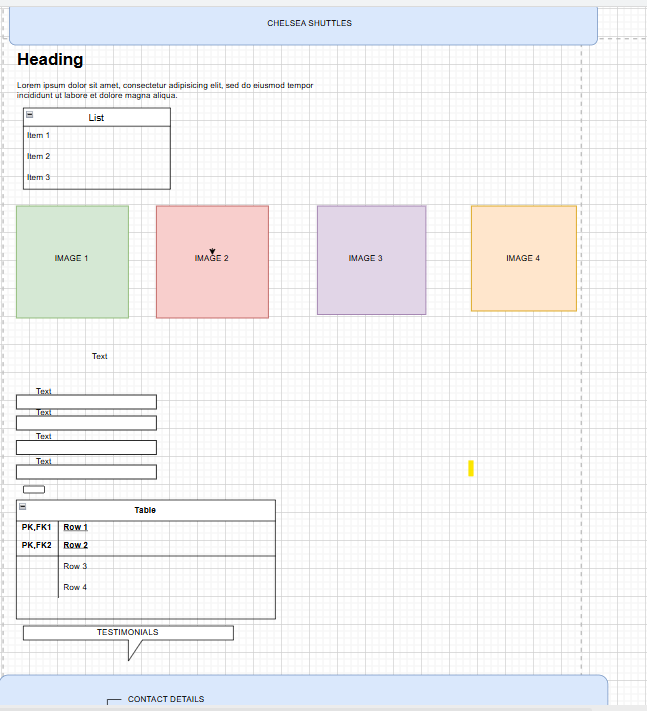 CHELSEA SHUTTLES
Heading
Lorem ipsum dolor sit amet, consectetur adipisicing elit, sed do eiusmod tempor
incididunt ut labore et dolore magna aliqua.
List
Item 1
Item 2
Item 3
IMAGE 1
IMAGE 2
IMAGE 3
IMAGE 4
Text
Text
Text
Text
Text
Table
PK,FK1 Row 1
PK,FK2 Row 2
Row 3
Row 4
TESTIMONIALS
CONTACT DETAILS